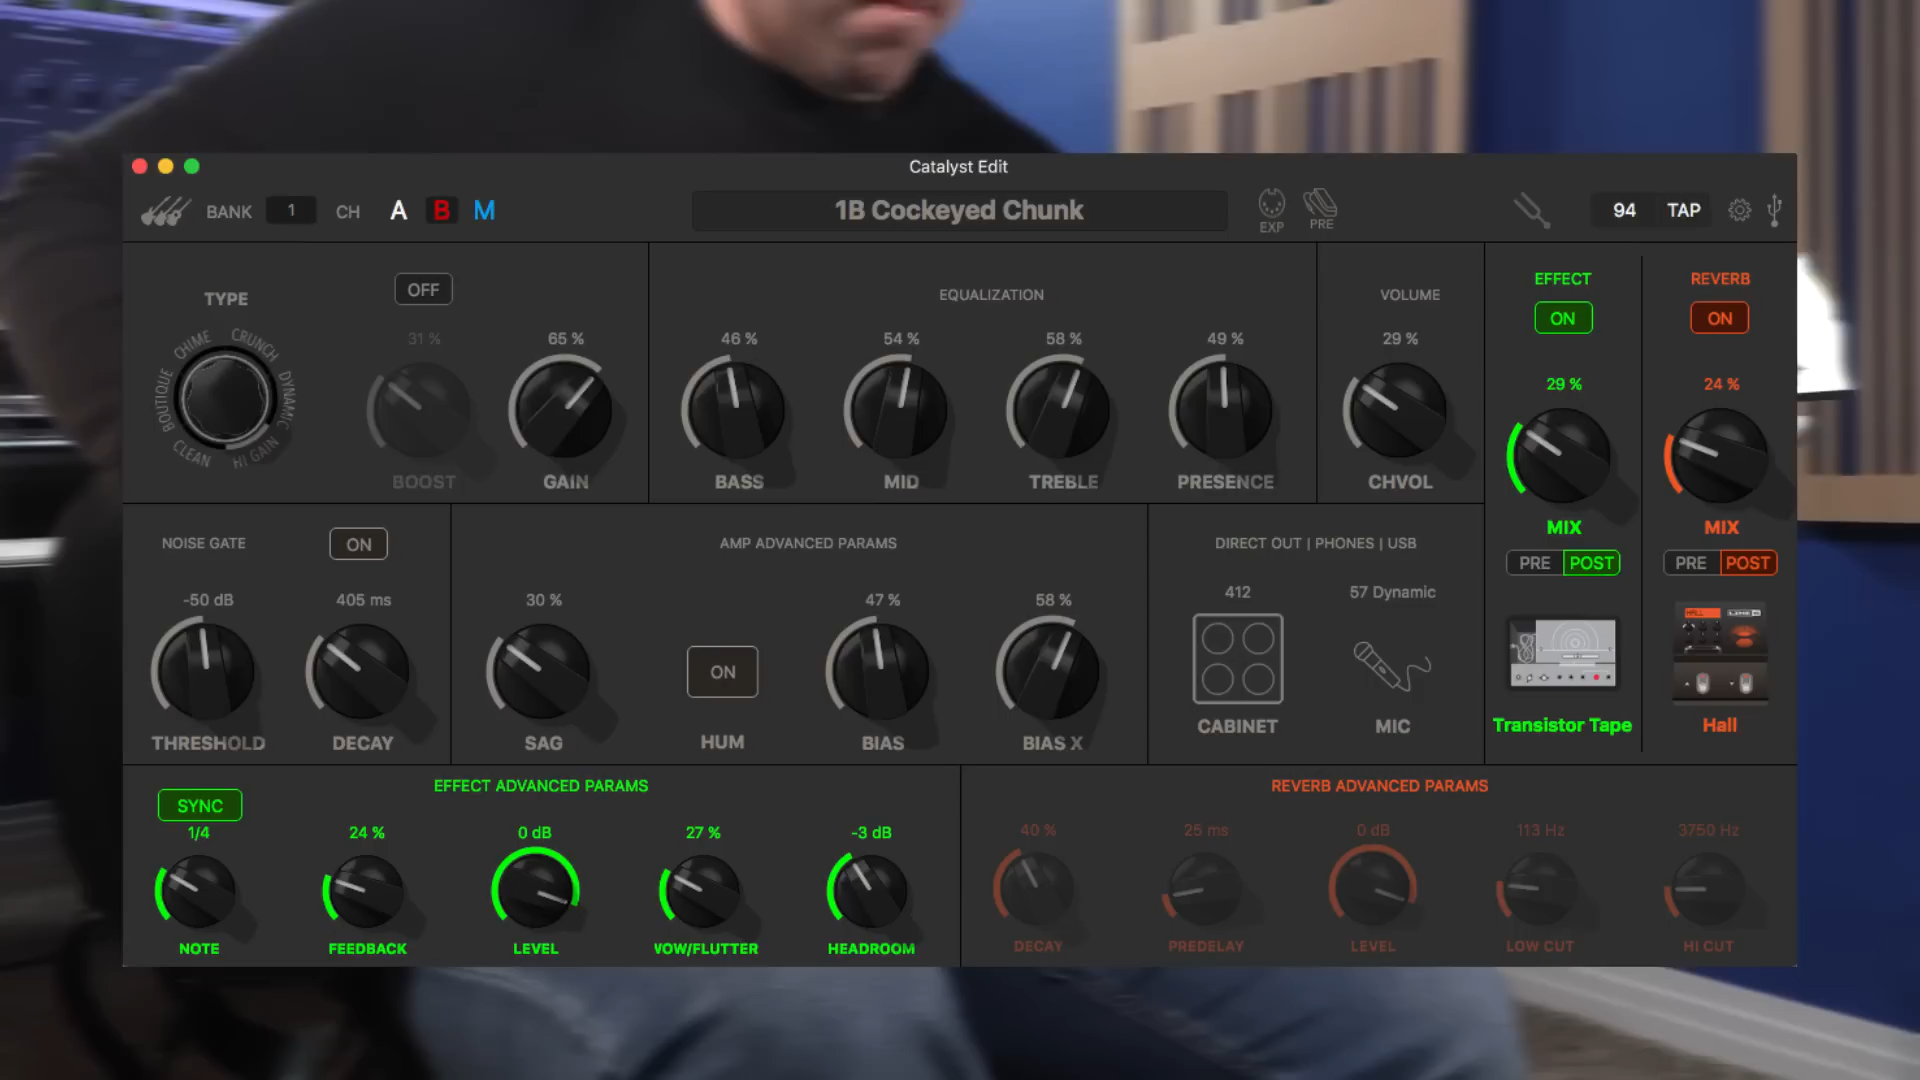 Catalyst Edit
BANK 1 CH A B M
1B Cockeyed Chunk
EXP PRE
94 TAP
TYPE
CHIME CRUNCH
BOUTIQUE DYNAMIC
CLEAN HI GAIN
OFF
31 % 65 %
BOOST GAIN
EQUALIZATION
46 % 54 % 58 % 49 %
BASS MID TREBLE PRESENCE
VOLUME
29 %
CHVOL
EFFECT
ON
29 %
MIX
PRE POST
Transistor Tape
REVERB
ON
24 %
MIX
PRE POST
HALL LINE 6
Hall
NOISE GATE ON
-50 dB 405 ms
THRESHOLD DECAY
AMP ADVANCED PARAMS
30 % 47 % 58 %
ON
SAG HUM BIAS BIAS X
DIRECT OUT | PHONES | USB
412 57 Dynamic
CABINET MIC
EFFECT ADVANCED PARAMS
SYNC
1/4 24 % 0 dB 27 % -3 dB
NOTE FEEDBACK LEVEL VOW/FLUTTER HEADROOM
REVERB ADVANCED PARAMS
40 % 25 ms 0 dB 113 Hz 3750 Hz
DECAY PREDELAY LEVEL LOW CUT HI CUT